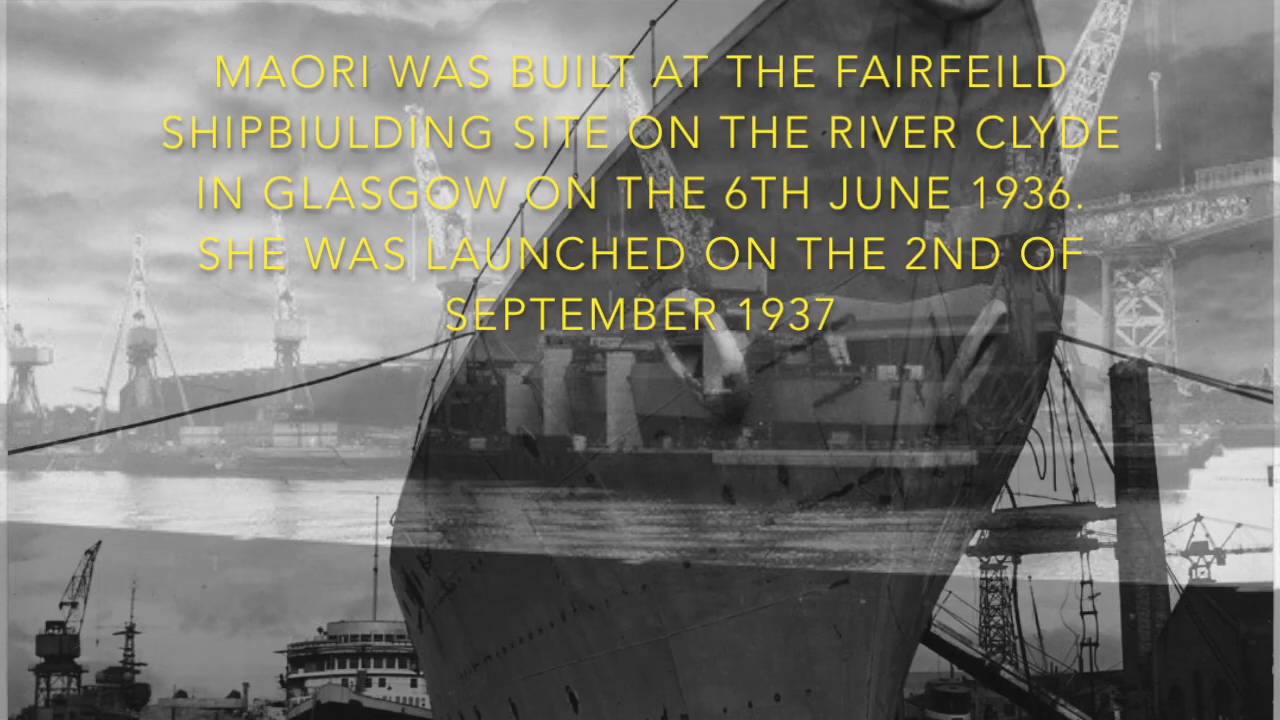 MAORI WAS BUILT AT THE FAIRFEILD
SHIPBIULDING SITE ON THE RIVER CLYDE
IN GLASGOW ON THE 6TH JUNE 1936.
SHE WAS LAUNCHED ON THE 2ND OF
SEPTEMBER 1937